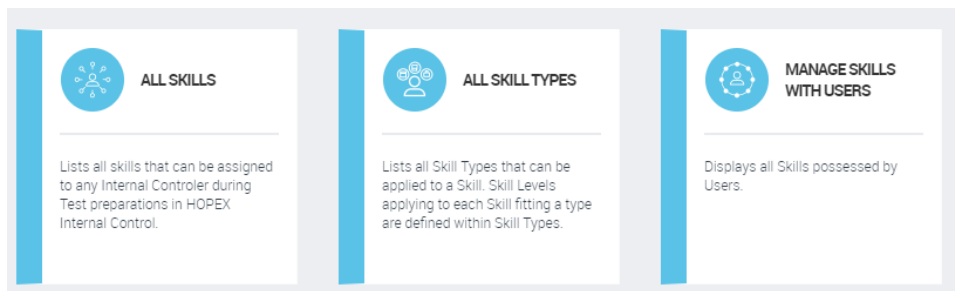 ALL SKILLS
Lists all skills that can be assigned
to any Internal Controler during
Test preparations in HOPEX
Internal Control.
ALL SKILL TYPES
Lists all Skill Types that can be
applied to a Skill. Skill Levels
applying to each Skill fitting a type
are defined within Skill Types.
MANAGE SKILLS
WITH USERS
Displays all Skills possessed by
Users.